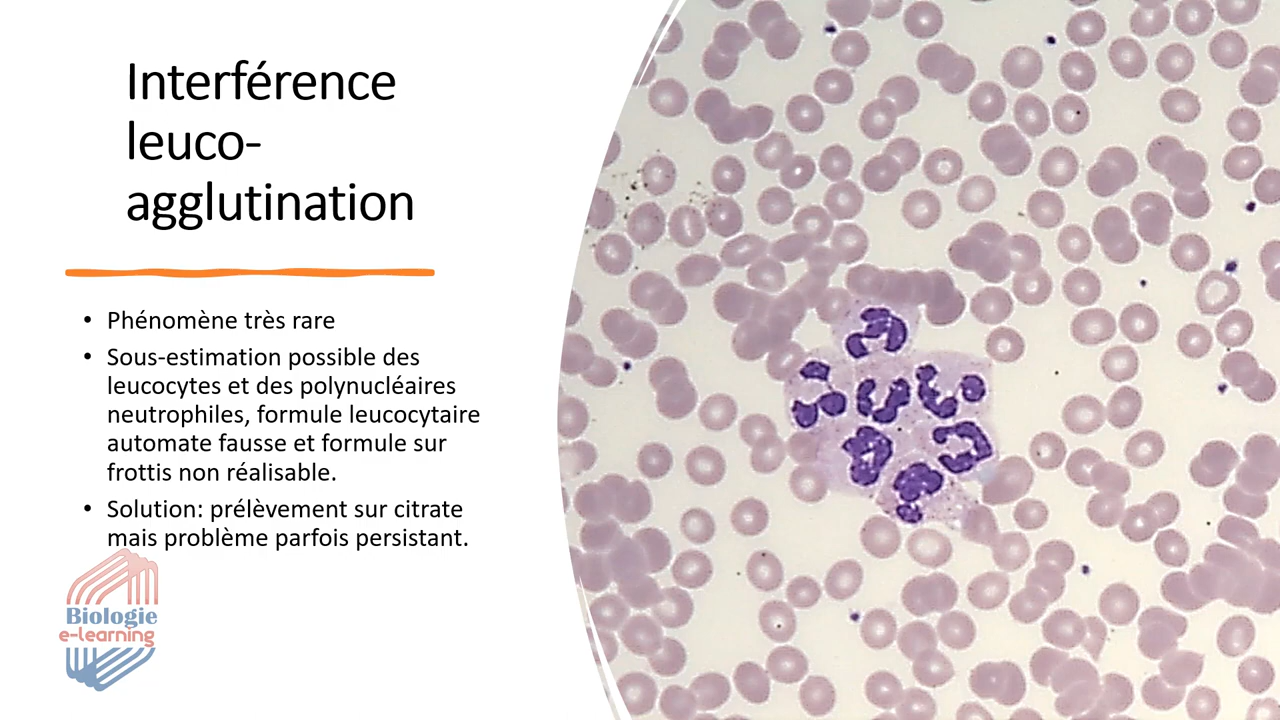 Interférence
leuco-
agglutination
• Phénomène très rare
• Sous-estimation possible des
leucocytes et des polynucléaires
neutrophiles, formule leucocytaire
automate fausse et formule sur
frottis non réalisable.
• Solution: prélèvement sur citrate
mais problème parfois persistant.
Biologie
e-learning